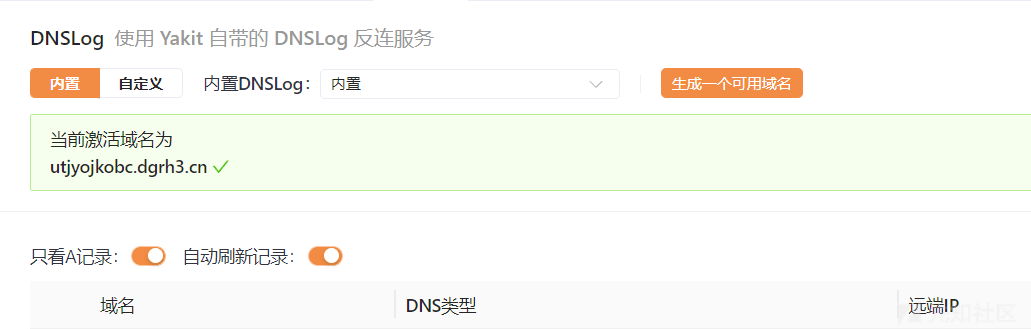 DNSLog 使用 Yakit 自带的 DNSLog 反连服务
内置 自定义 内置DNSLog: 内置 生成一个可用域名
当前激活域名为
utjyojkobc.dgrh3.cn
只看A记录: 自动刷新记录:
域名 DNS类型 远端IP